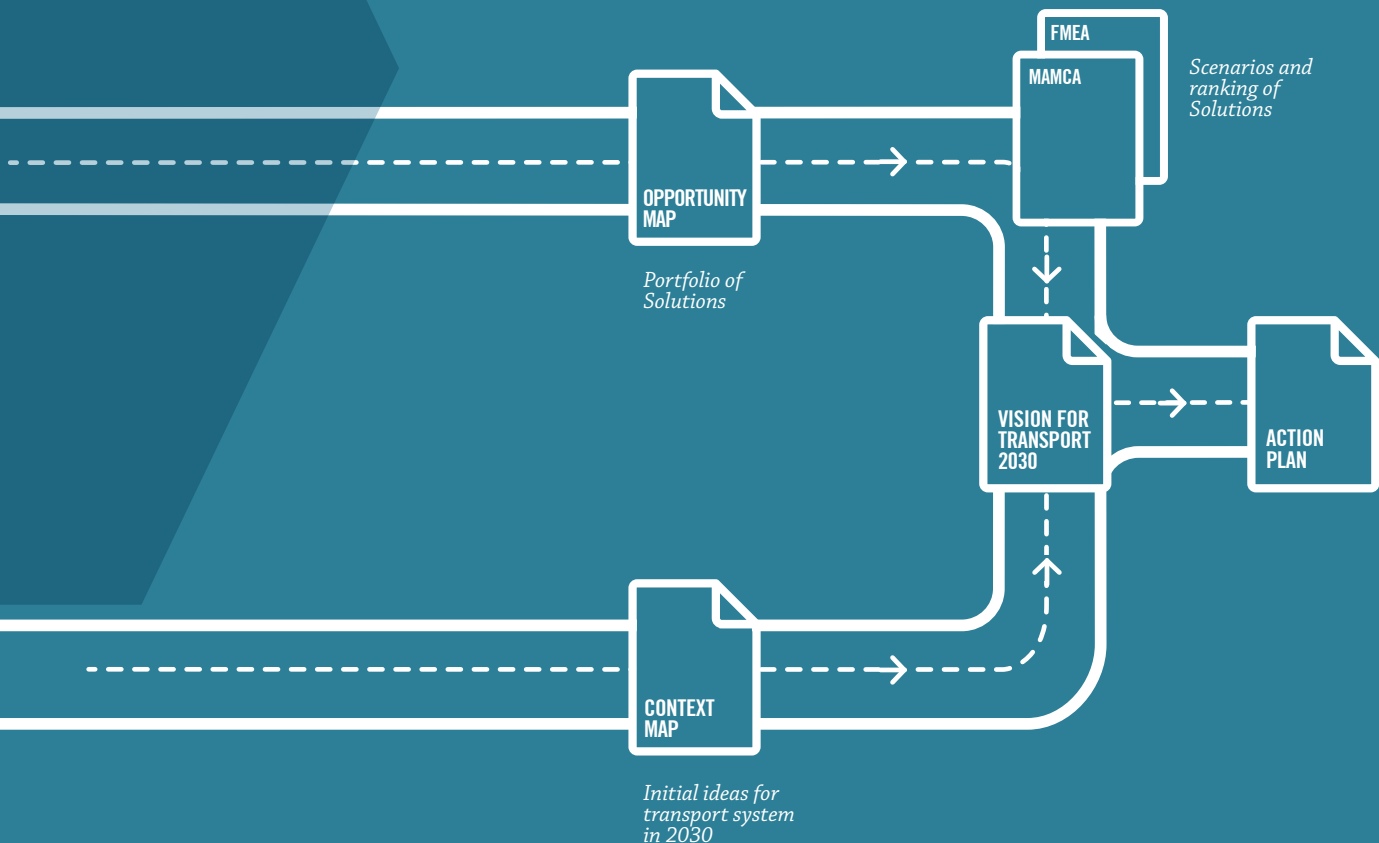 FMEA
MAMCA
Scenarios and
ranking of
Solutions
OPPORTUNITY
MAP
Portfolio of
Solutions
VISION FOR
TRANSPORT
2030
ACTION
PLAN
CONTEXT
MAP
Initial ideas for
transport system
in 2030